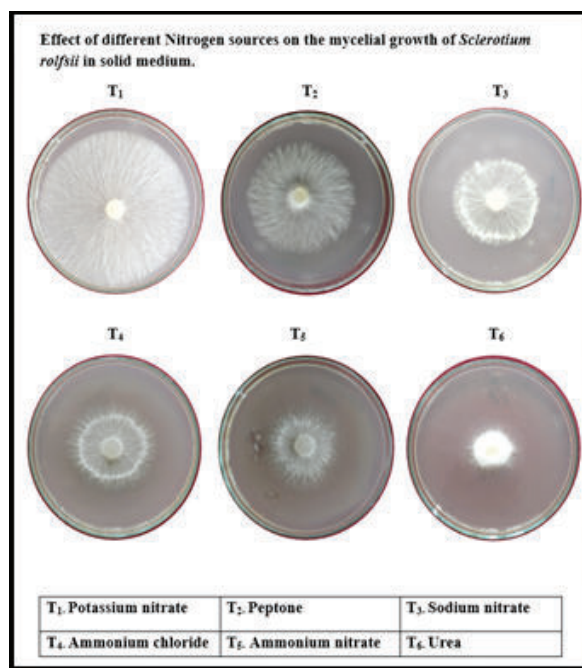 Effect of different Nitrogen sources on the mycelial growth of Sclerotium
rolfsii in solid medium.
T1 T2 T3
T4 T5 T6
T1. Potassium nitrate T2. Peptone T3. Sodium nitrate
T4. Ammonium chloride T5. Ammonium nitrate T6. Urea